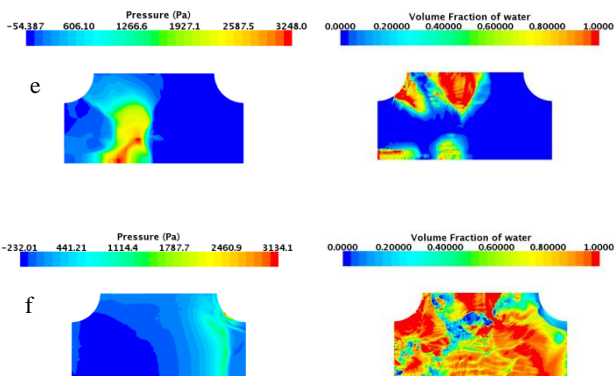 Pressure (Pa)
-54.387 606.10 1266.6 1927.1 2587.5 3248.0
Volume Fraction of water
0.0000 0.20000 0.40000 0.60000 0.80000 1.0000
e
Pressure (Pa)
-232.01 441.21 1114.4 1787.7 2460.9 3134.1
Volume Fraction of water
0.0000 0.20000 0.40000 0.60000 0.80000 1.0000
f